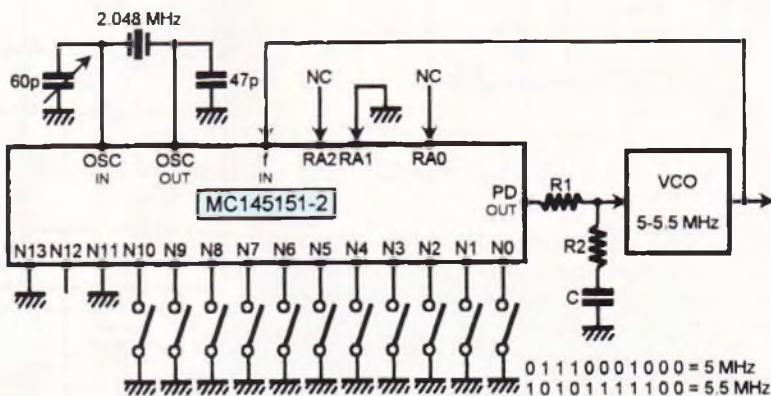 2.048 MHz
60p
47p
NC
NC
OSC IN
OSC OUT
f IN
RA2 RA1
RA0
MC145151-2
PD OUT
R1
VCO
5-5.5 MHz
R2
C
N13 N12 N11 N10 N9 N8 N7 N6 N5 N4 N3 N2 N1 N0
0 1 1 1 0 0 0 1 0 0 0 = 5 MHz
1 0 1 0 1 1 1 1 1 0 0 = 5.5 MHz